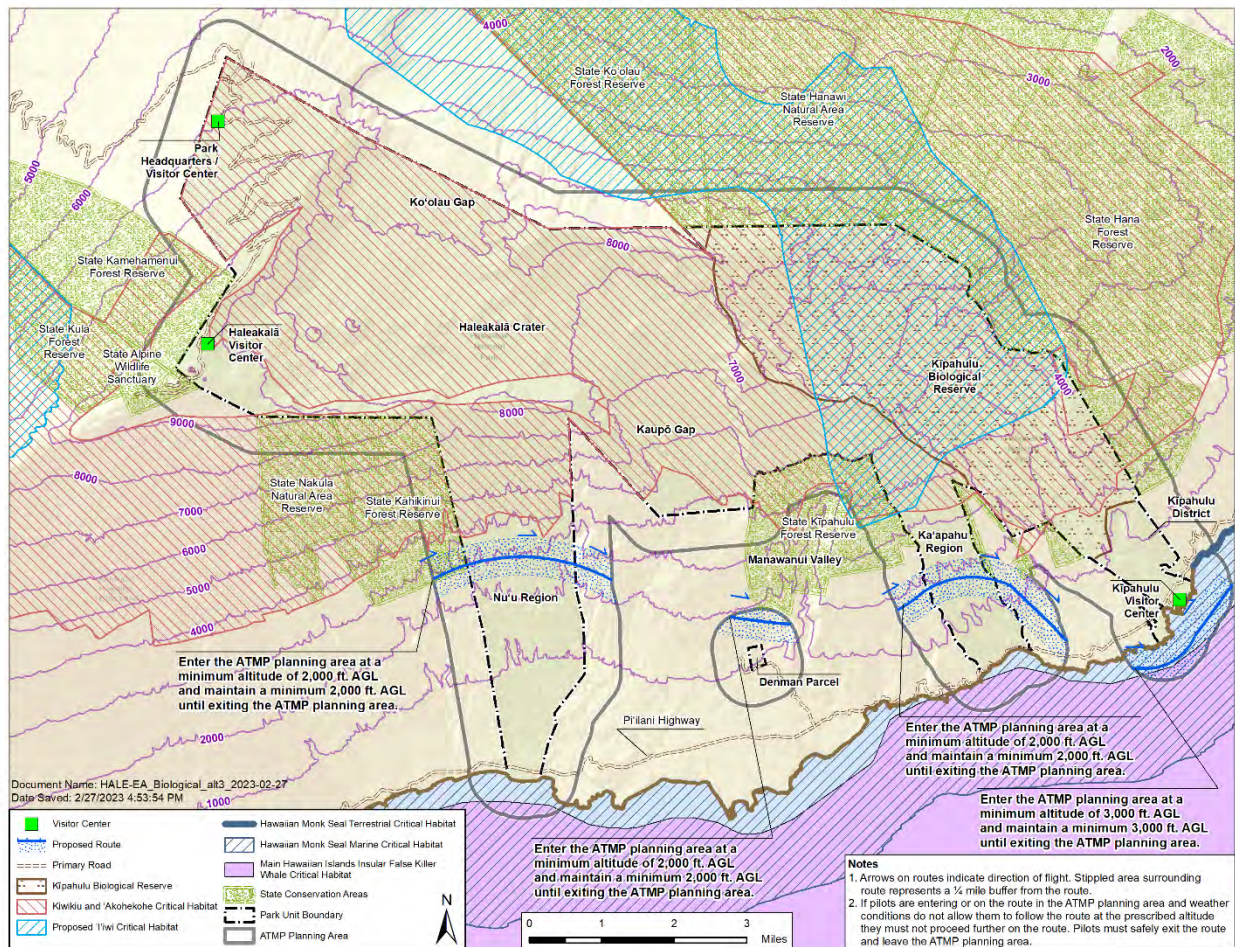 4000
2000
3000
State Koʻolau
Forest Reserve
State Hanawi
Natural Area
Reserve
5000
6000
Park
Headquarters /
Visitor Center
Koʻolau Gap
8000
State Hana
Forest
Reserve
State Kamehamenui
Forest Reserve
State Kula
Forest
Reserve
State Alpine
Wildlife
Sanctuary
Haleakalā
Visitor
Center
Haleakalā Crater
7000
Kīpahulu
Biological
Reserve
4000
9000
8000
8000
Kaupō Gap
State Nakula
Natural Area
Reserve
State Kahikinui
Forest Reserve
7000
6000
5000
4000
State Kīpahulu
Forest Reserve
Manawainui Valley
Kaʻapahu
Region
Kīpahulu
District
Kīpahulu
Visitor
Center
Nuʻu Region
Denman Parcel
Piʻilani Highway
2000
1000
Enter the ATMP planning area at a
minimum altitude of 2,000 ft. AGL
and maintain a minimum 2,000 ft. AGL
until exiting the ATMP planning area.
Enter the ATMP planning area at a
minimum altitude of 2,000 ft. AGL
and maintain a minimum 2,000 ft. AGL
until exiting the ATMP planning area.
Enter the ATMP planning area at a
minimum altitude of 3,000 ft. AGL
and maintain a minimum 3,000 ft. AGL
until exiting the ATMP planning area.
Enter the ATMP planning area at a
minimum altitude of 2,000 ft. AGL
and maintain a minimum 2,000 ft. AGL
until exiting the ATMP planning area.
Document Name: HALE-EA_Biological_alt3_2023-02-27
Date Saved: 2/27/2023 4:53:54 PM
Visitor Center
Proposed Route
Primary Road
Kīpahulu Biological Reserve
Kiwikiu and ʻAkohekohe Critical Habitat
Proposed ʻIʻiwi Critical Habitat
Hawaiian Monk Seal Terrestrial Critical Habitat
Hawaiian Monk Seal Marine Critical Habitat
Main Hawaiian Islands Insular False Killer
Whale Critical Habitat
State Conservation Areas
Park Unit Boundary
ATMP Planning Area
N
0 1 2 3
Miles
Notes
1. Arrows on routes indicate direction of flight. Stippled area surrounding
route represents a ¼ mile buffer from the route.
2. If pilots are entering or on the route in the ATMP planning area and weather
conditions do not allow them to follow the route at the prescribed altitude
they must not proceed further on the route. Pilots must safely exit the route
and leave the ATMP planning area.